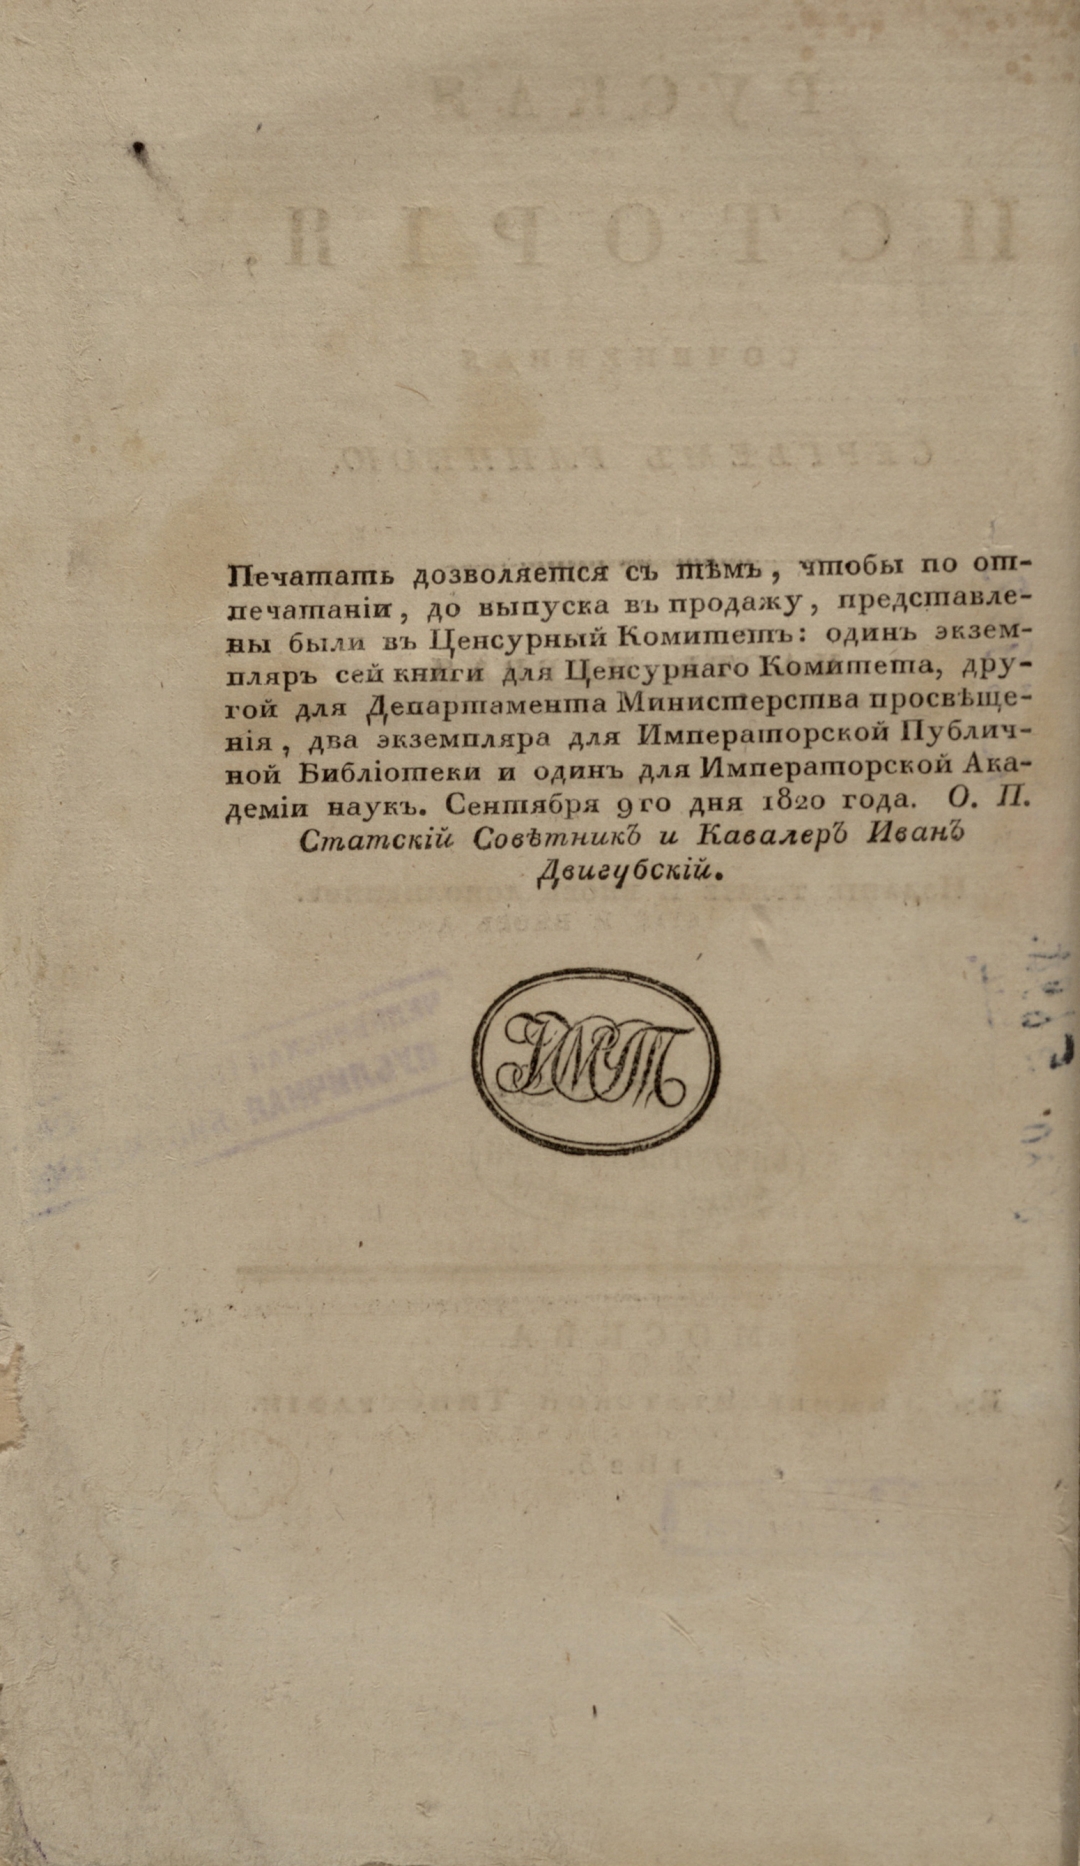 Печатать дозволяется съ тѣмъ, чтобы по от-
печатаніи, до выпуска въ продажу, представле-
ны были въ Ценсурный Комитетъ: одинъ экзем-
пляръ сей книги для Ценсурнаго Комитета, дру-
гой для Департамента Министерства просвѣще-
нія, два экземпляра для Императорской Публич-
ной Библіотеки и одинъ для Императорской Ака-
деміи наукъ. Сентября 9го дня 1820 года. О. П.
Статскій Совѣтникъ и Кавалеръ Иванъ
Двигубскій.